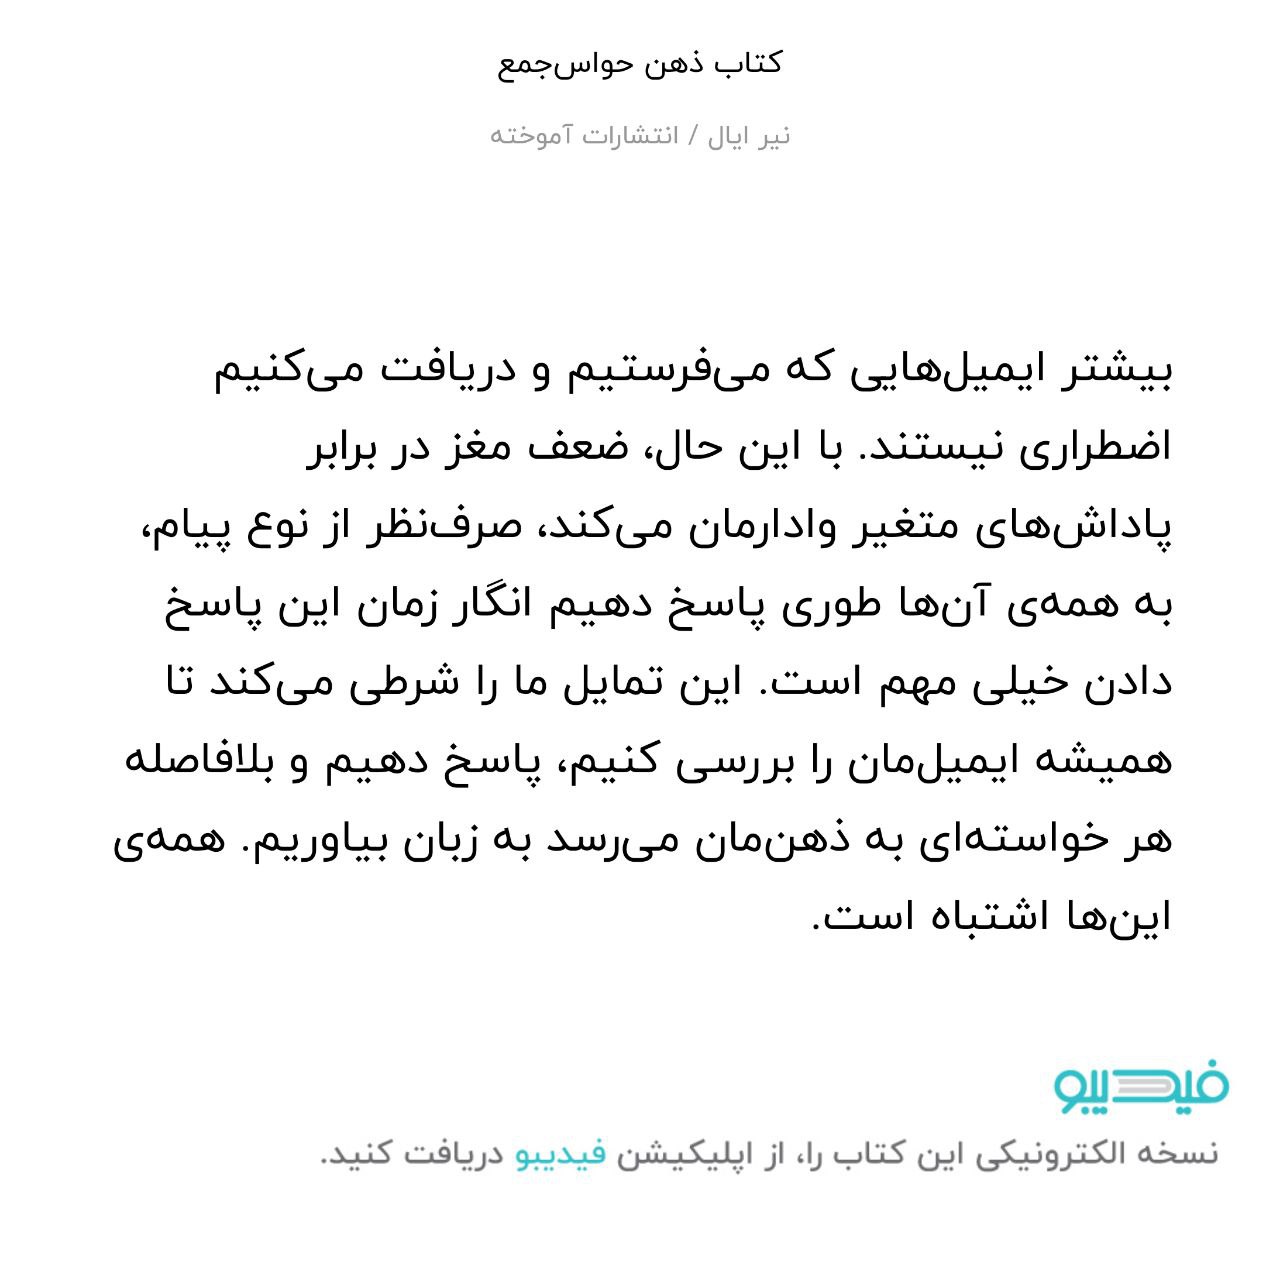 کتاب ذهن حواس‌جمع
نیر ایال / انتشارات آموخته
بیشتر ایمیل‌هایی که می‌فرستیم و دریافت می‌کنیم
اضطراری نیستند. با این حال، ضعف مغز در برابر
پاداش‌های متغیر وادارمان می‌کند، صرف‌نظر از نوع پیام،
به همه‌ی آن‌ها طوری پاسخ دهیم انگار زمان این پاسخ
دادن خیلی مهم است. این تمایل ما را شرطی می‌کند تا
همیشه ایمیل‌مان را بررسی کنیم، پاسخ دهیم و بلافاصله
هر خواسته‌ای به ذهن‌مان می‌رسد به زبان بیاوریم. همه‌ی
این‌ها اشتباه است.
فیدیبو
نسخه الکترونیکی این کتاب را، از اپلیکیشن فیدیبو دریافت کنید.